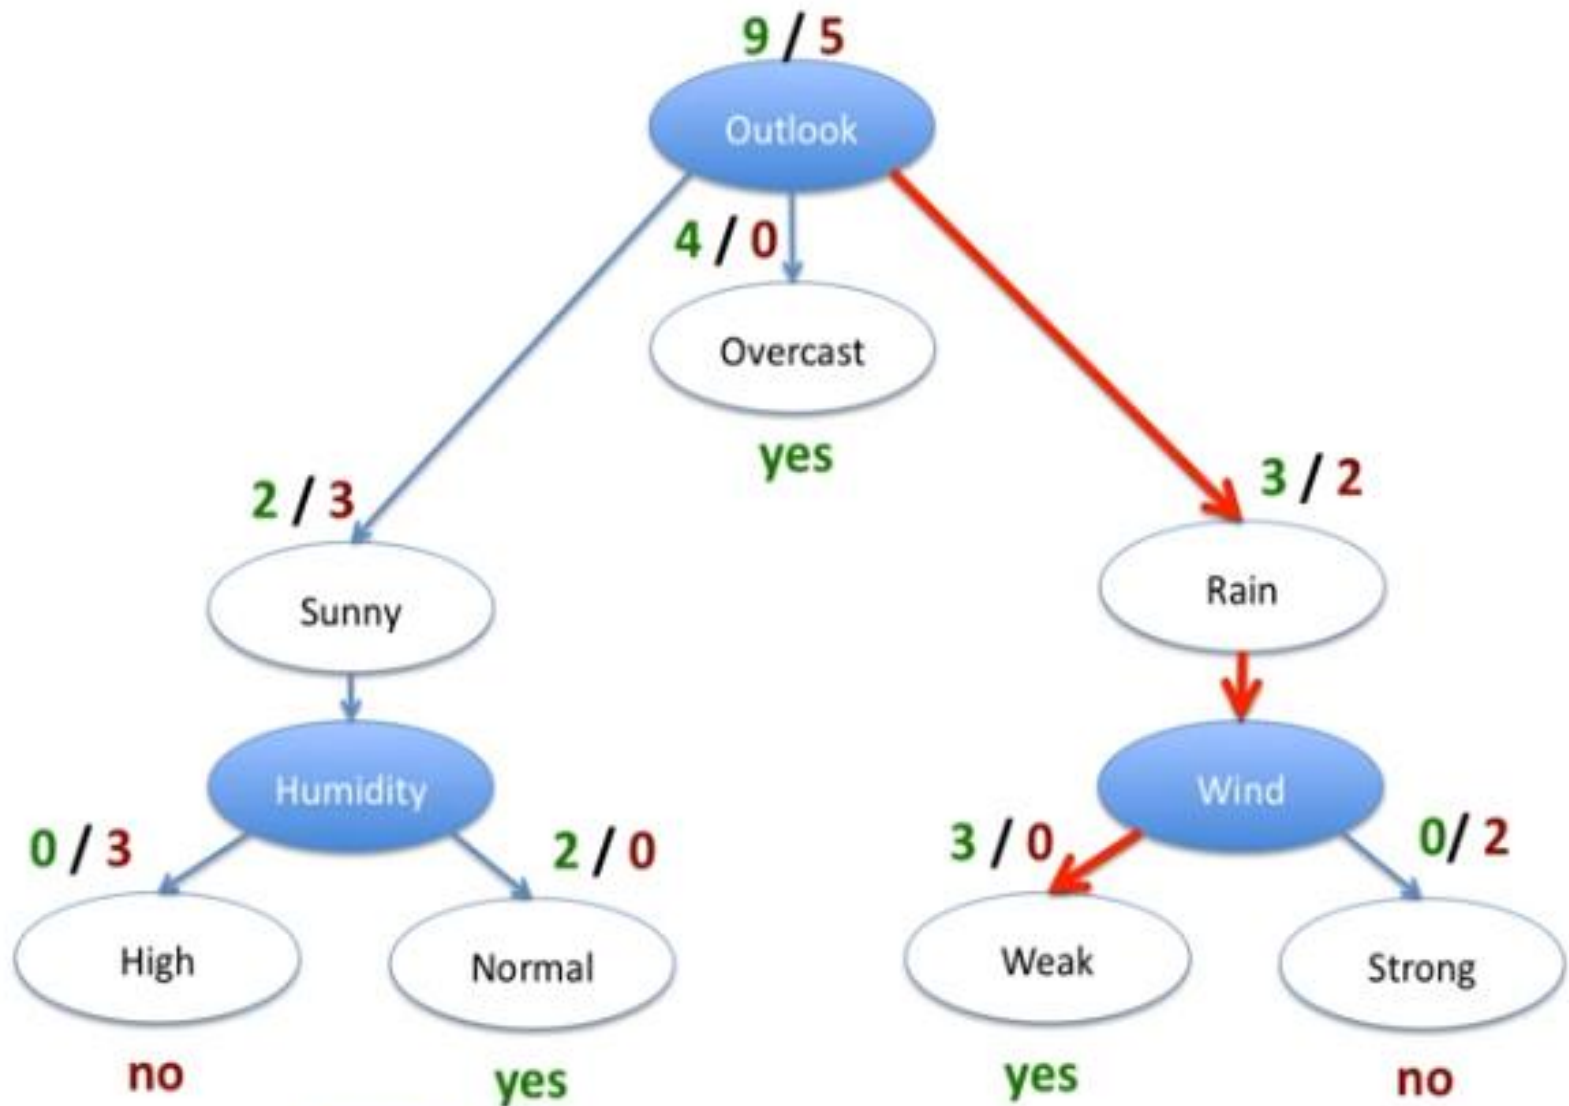 9 / 5
Outlook
4 / 0
Overcast
yes
2 / 3
3 / 2
Sunny
Rain
Humidity
Wind
0 / 3
2 / 0
3 / 0
0/ 2
High
Normal
Weak
Strong
no
yes
yes
no